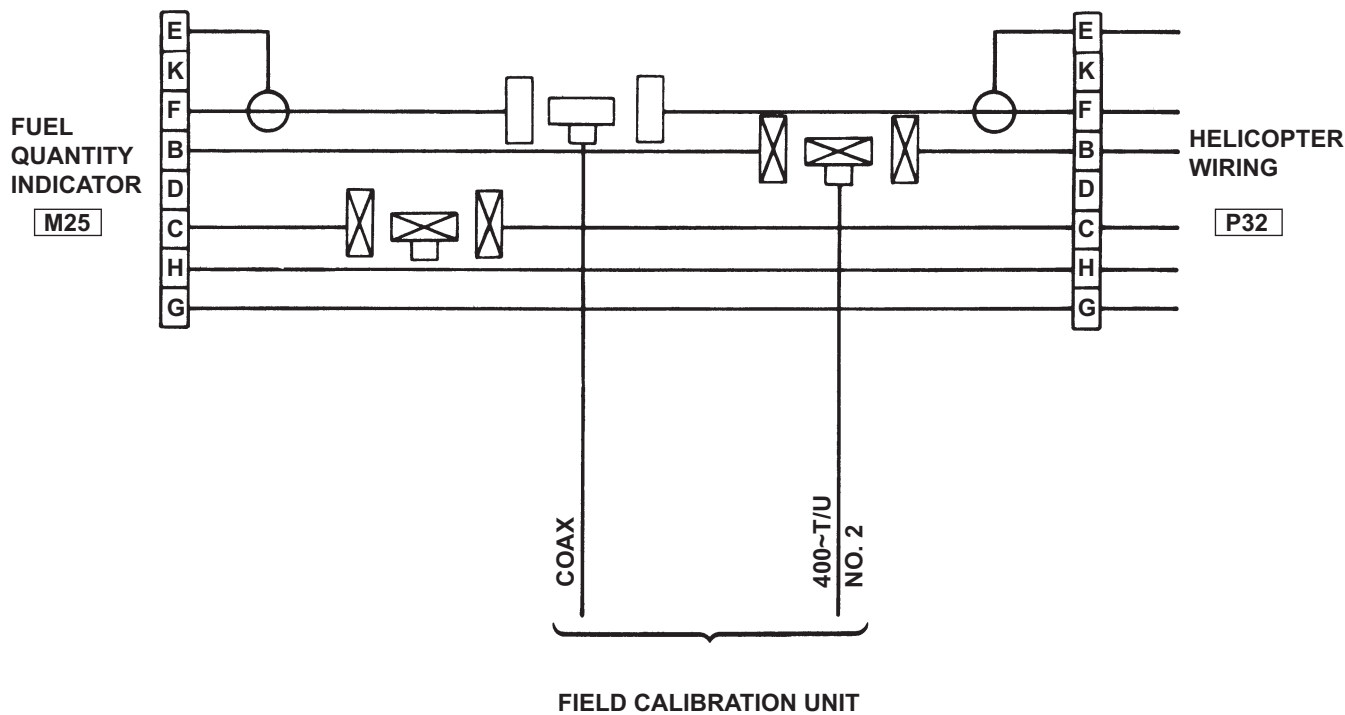 E
K
F
B
D
C
H
G
FUEL
QUANTITY
INDICATOR
M25
E
K
F
B
D
C
H
G
HELICOPTER
WIRING
P32
COAX
400~T/U
NO. 2
FIELD CALIBRATION UNIT